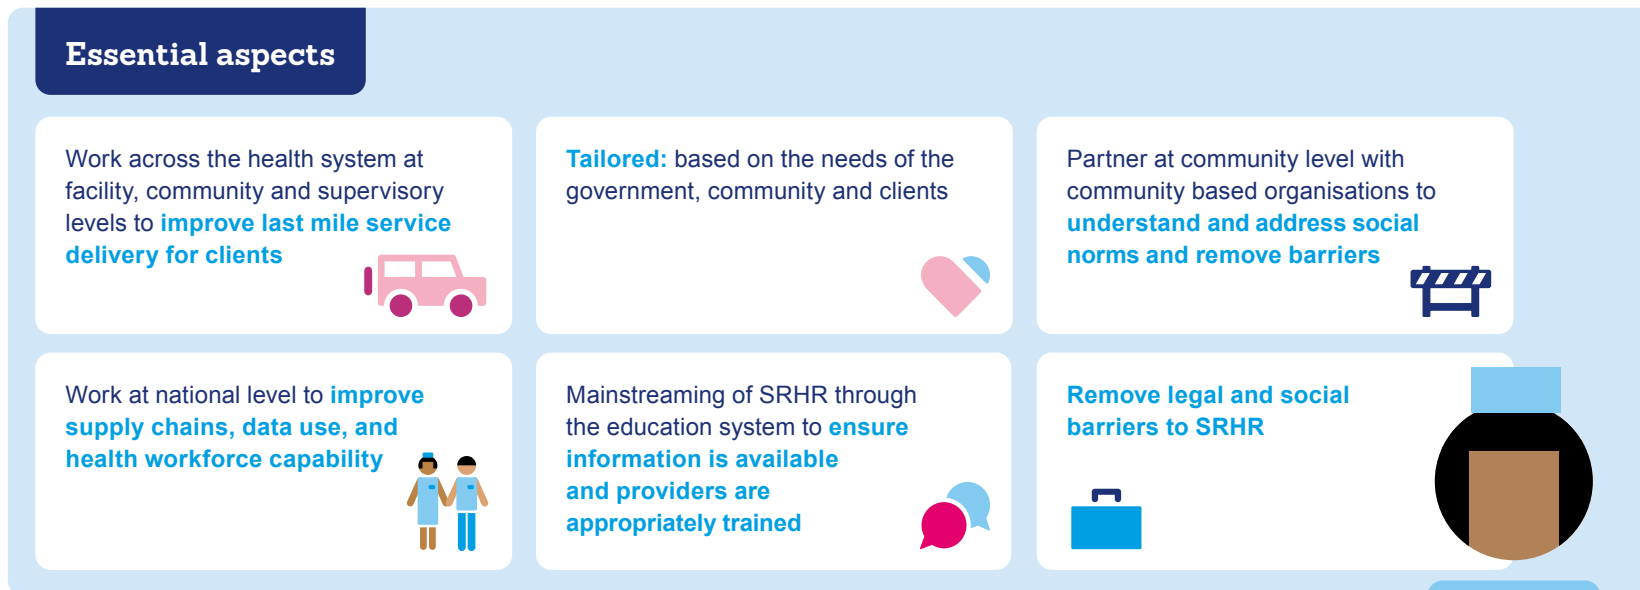 Essential aspects
Work across the health system at
facility, community and supervisory
levels to improve last mile service
delivery for clients
Tailored: based on the needs of the
government, community and clients
Partner at community level with
community based organisations to
understand and address social
norms and remove barriers
Work at national level to improve
supply chains, data use, and
health workforce capability
Mainstreaming of SRHR through
the education system to ensure
information is available
and providers are
appropriately trained
Remove legal and social
barriers to SRHR